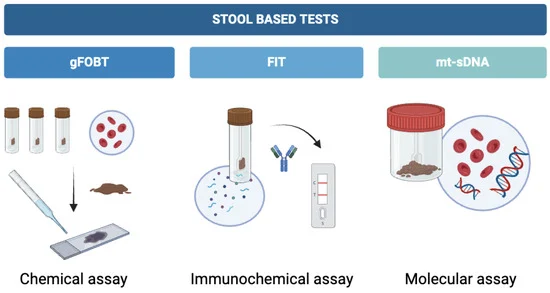 STOOL BASED TESTS
gFOBT
FIT
mt-sDNA
C
T
S
Chemical assay
Immunochemical assay
Molecular assay